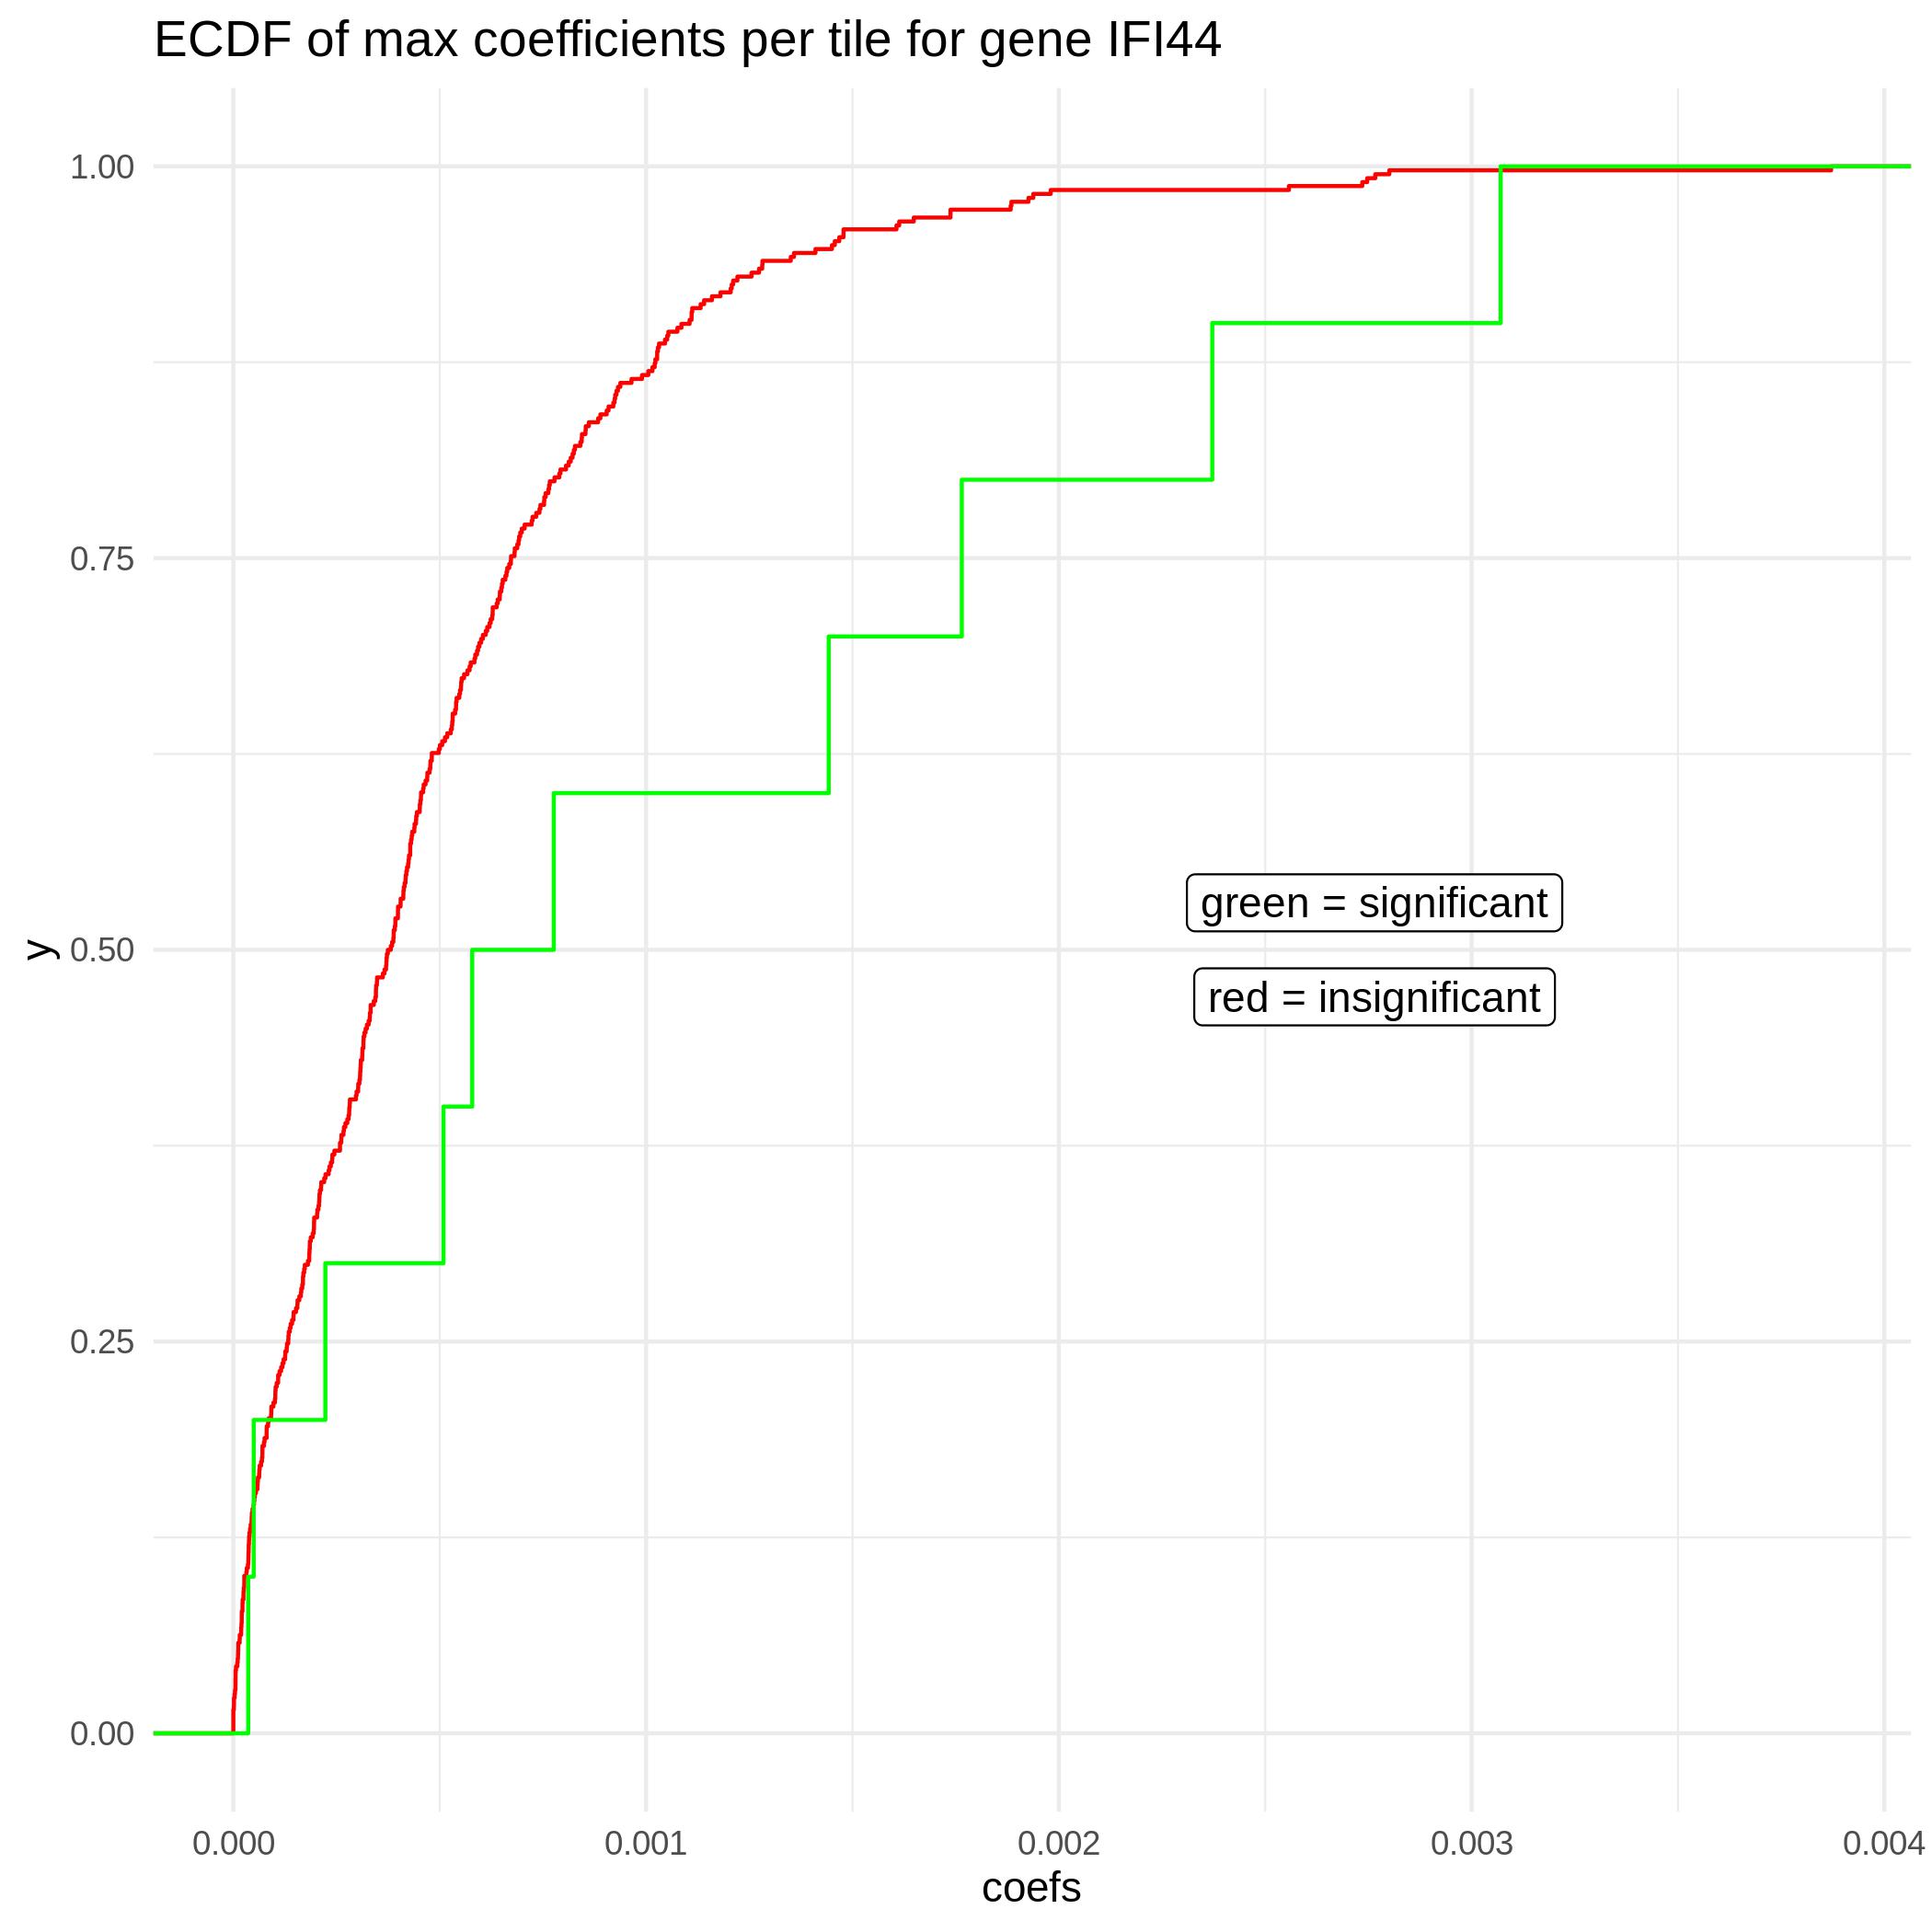 ECDF of max coefficients per tile for gene IFI44
1.00
0.75
0.50
0.25
0.00
y
green = significant
red = insignificant
0.000
0.001
0.002
0.003
0.004
coefs